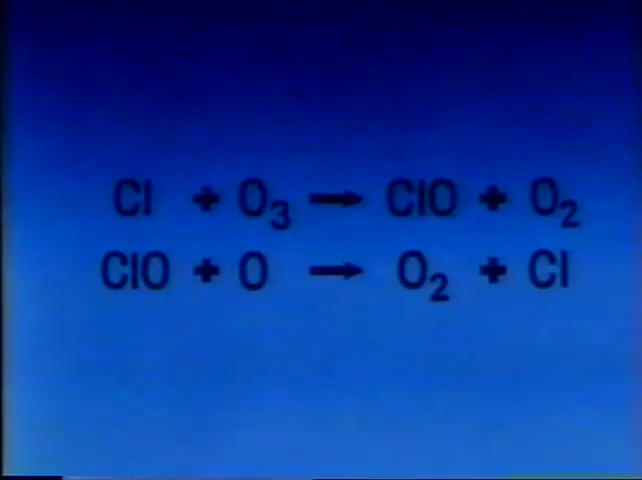 Cl + O₃ → ClO + O₂
ClO + O → O₂ + Cl